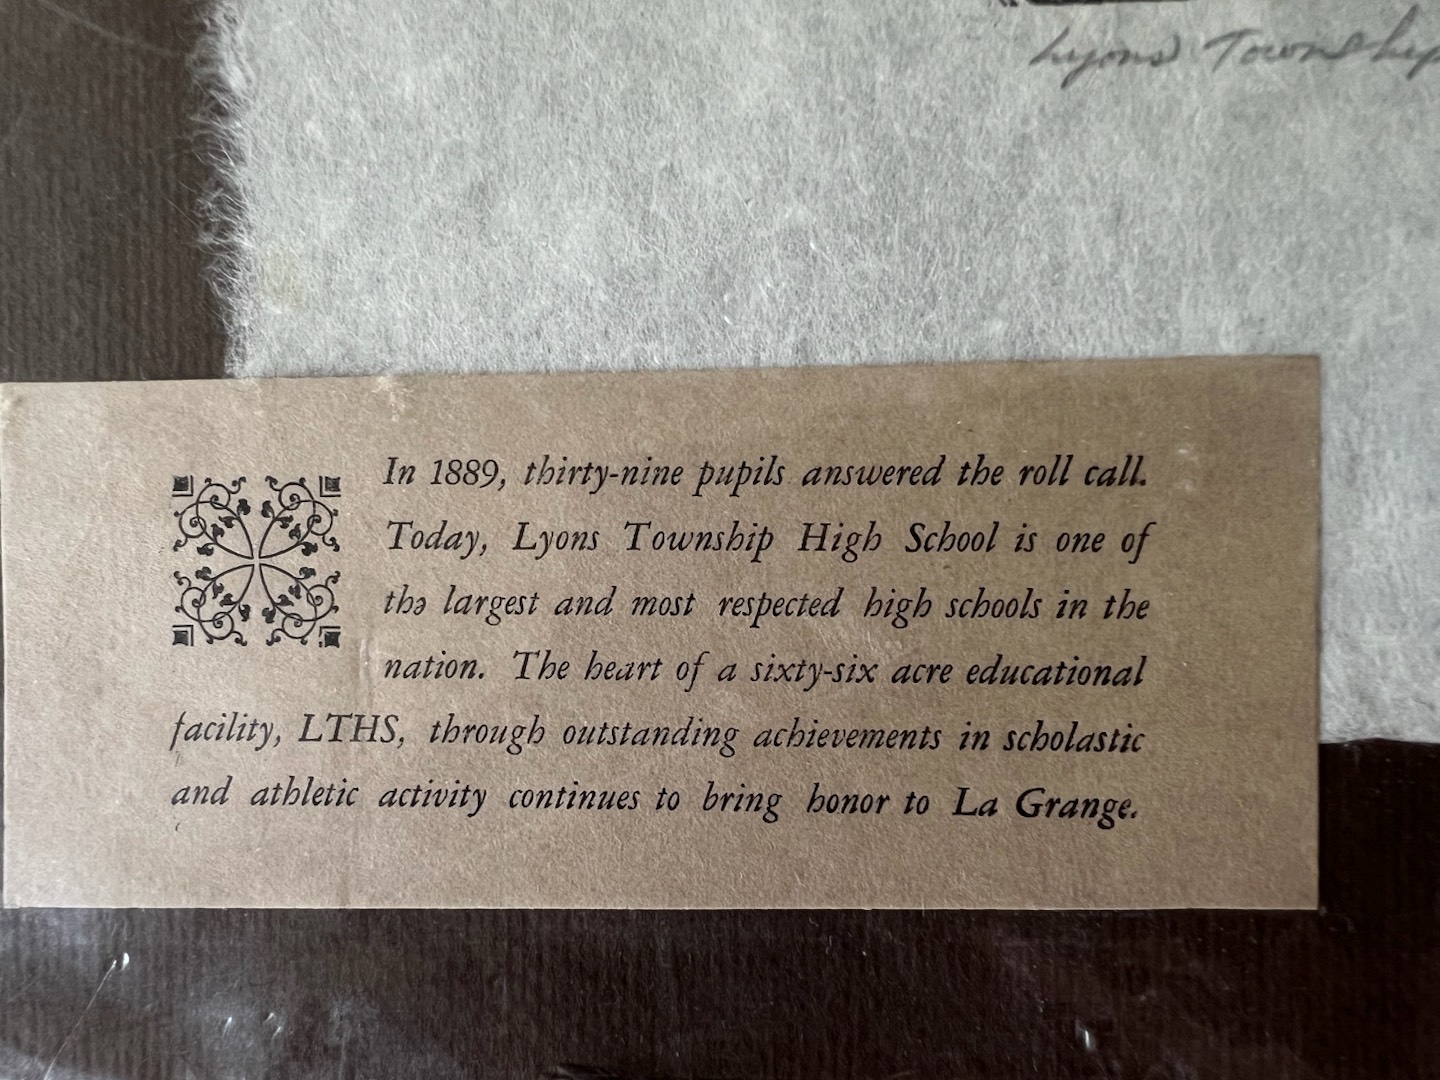 Lyons Township
In 1889, thirty-nine pupils answered the roll call.
Today, Lyons Township High School is one of
the largest and most respected high schools in the
nation. The heart of a sixty-six acre educational
facility, LTHS, through outstanding achievements in scholastic
and athletic activity continues to bring honor to La Grange.